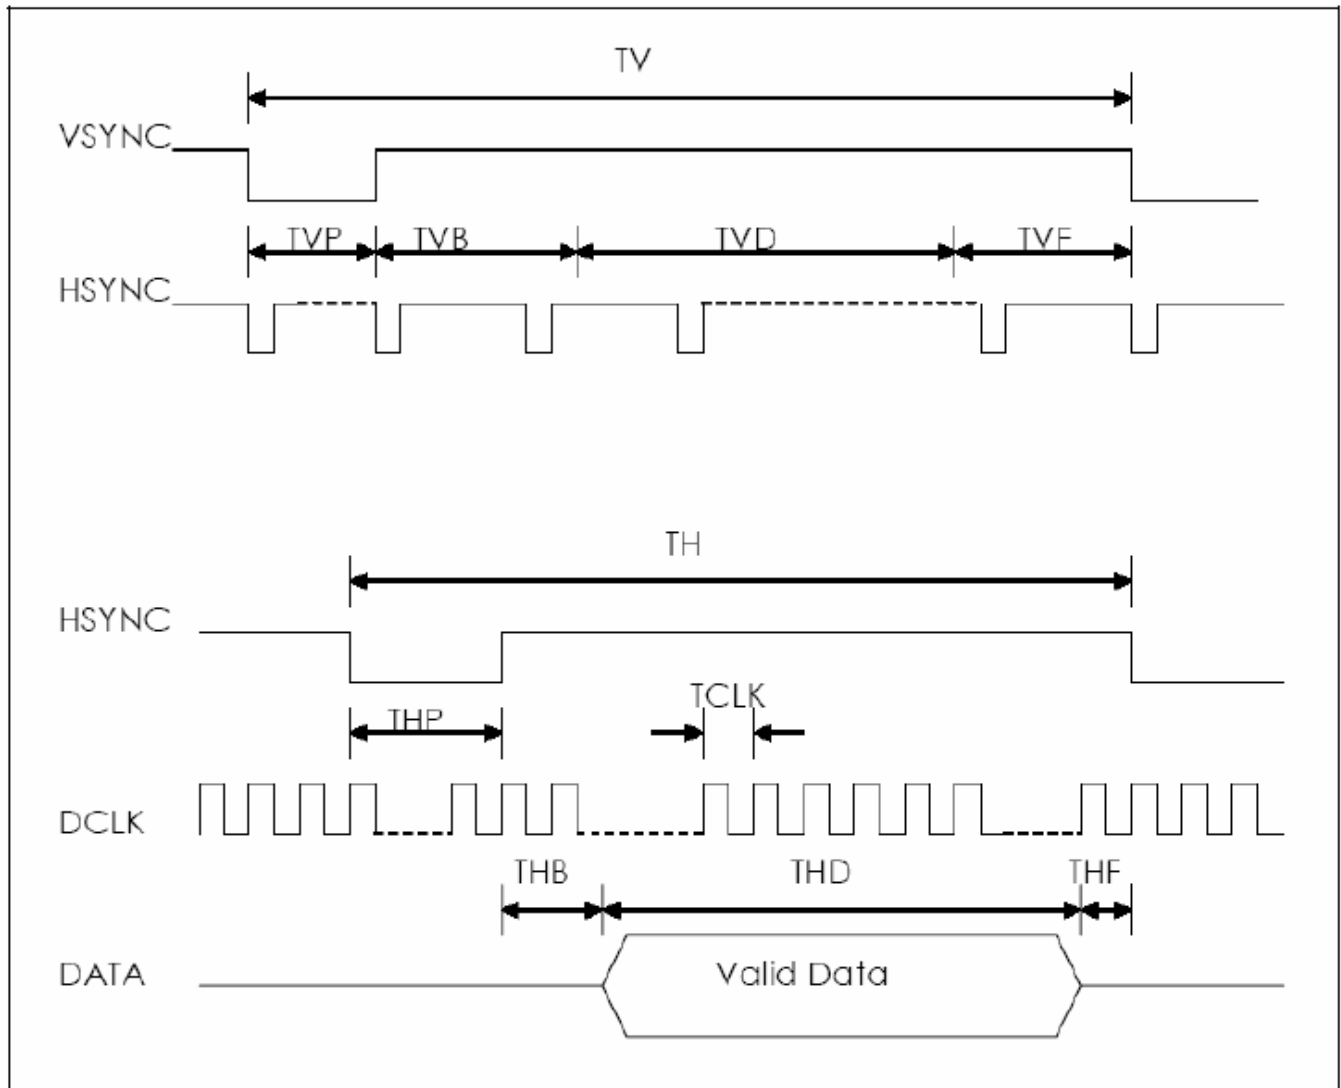 TV
VSYNC
TVP TVB TVD TVF
HSYNC
TH
HSYNC
TCLK
THP
DCLK
THB THD THF
DATA Valid Data